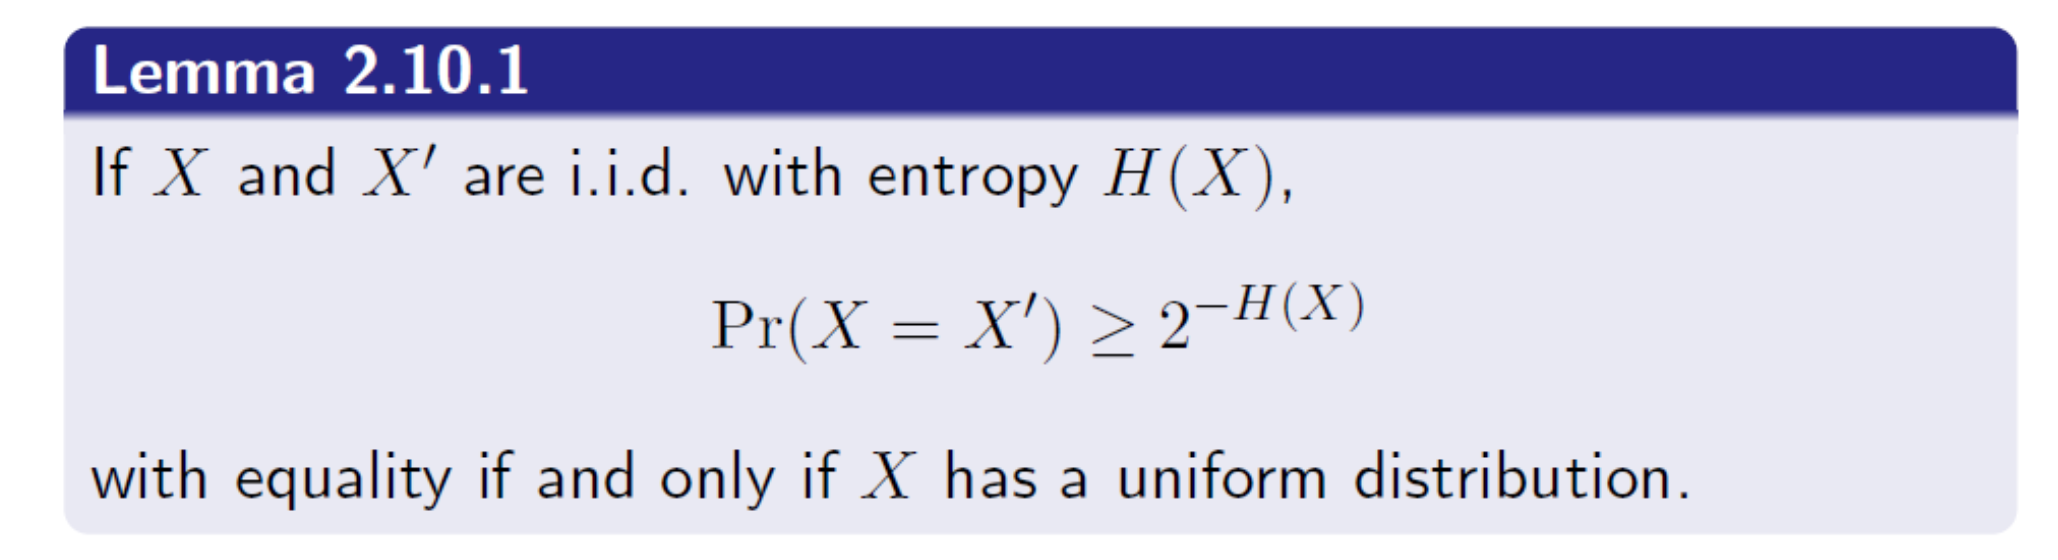 Lemma 2.10.1
If X and X′ are i.i.d. with entropy H(X),
Pr(X = X′) ≥ 2^{−H(X)}
with equality if and only if X has a uniform distribution.